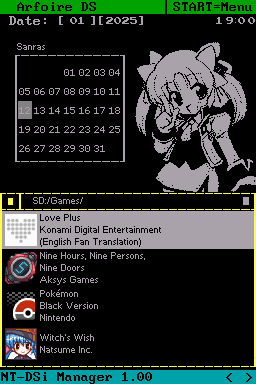 Arfoire DS START=Menu
Date: [ 01 ][2025] 19:00
Sanras
01 02 03 04
05 06 07 08 09 10 11
12 13 14 15 16 17 18
19 20 21 22 23 24 25
26 27 28 29 30 31
SD:/Games/
Love Plus
Konami Digital Entertainment
(English Fan Translation)
Nine Hours, Nine Persons,
Nine Doors
Aksys Games
Pokémon
Black Version
Nintendo
Witch's Wish
Natsume Inc.
NT-DSi Manager 1.00 < >